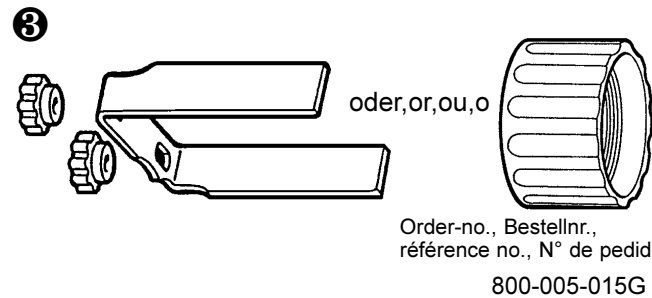 ❸
oder,or,ou,o
Order-no., Bestellnr.,
référence no., N° de pedid
800-005-015G